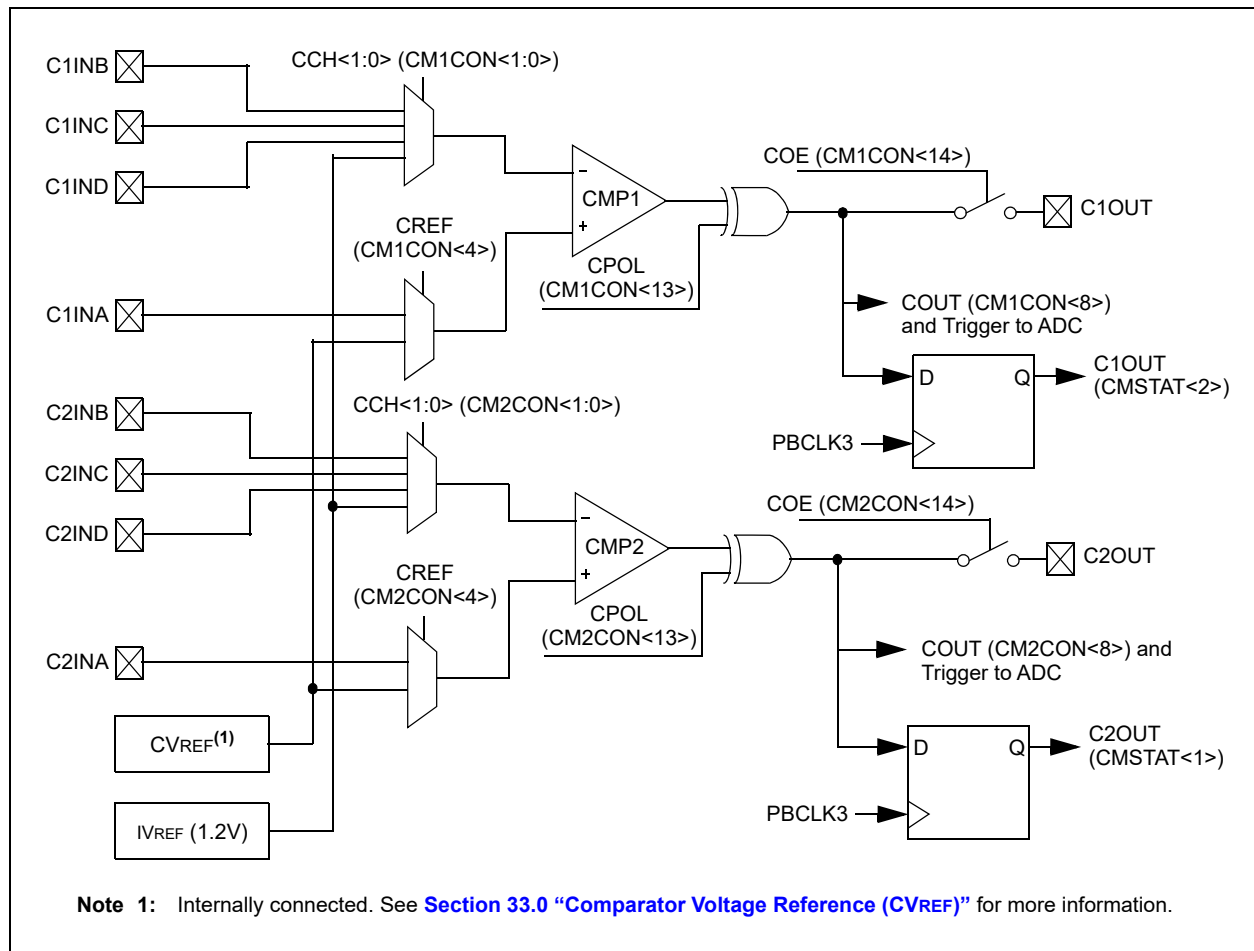 C1INB
CCH<1:0> (CM1CON<1:0>)
C1INC
C1IND
COE (CM1CON<14>)
–
CMP1
+
C1OUT
CREF
(CM1CON<4>)
CPOL
(CM1CON<13>)
C1INA
COUT (CM1CON<8>)
and Trigger to ADC
D
Q
C1OUT
(CMSTAT<2>)
PBCLK3
C2INB
CCH<1:0> (CM2CON<1:0>)
C2INC
C2IND
COE (CM2CON<14>)
–
CMP2
+
C2OUT
CREF
(CM2CON<4>)
CPOL
(CM2CON<13>)
C2INA
COUT (CM2CON<8>) and
Trigger to ADC
CVREF(1)
D
Q
C2OUT
(CMSTAT<1>)
PBCLK3
IVREF (1.2V)
Note 1: Internally connected. See Section 33.0 “Comparator Voltage Reference (CVREF)” for more information.